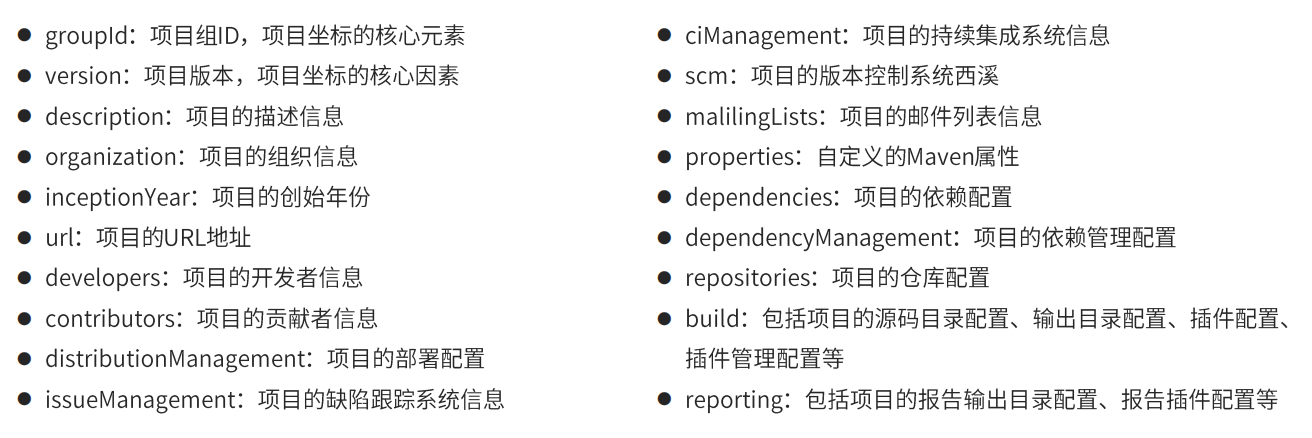 ● groupId：项目组ID，项目坐标的核心元素
● version：项目版本，项目坐标的核心因素
● description：项目的描述信息
● organization：项目的组织信息
● inceptionYear：项目的创始年份
● url：项目的URL地址
● developers：项目的开发者信息
● contributors：项目的贡献者信息
● distributionManagement：项目的部署配置
● issueManagement：项目的缺陷跟踪系统信息
● ciManagement：项目的持续集成系统信息
● scm：项目的版本控制系统西溪
● malilingLists：项目的邮件列表信息
● properties：自定义的Maven属性
● dependencies：项目的依赖配置
● dependencyManagement：项目的依赖管理配置
● repositories：项目的仓库配置
● build：包括项目的源码目录配置、输出目录配置、插件配置、
插件管理配置等
● reporting：包括项目的报告输出目录配置、报告插件配置等